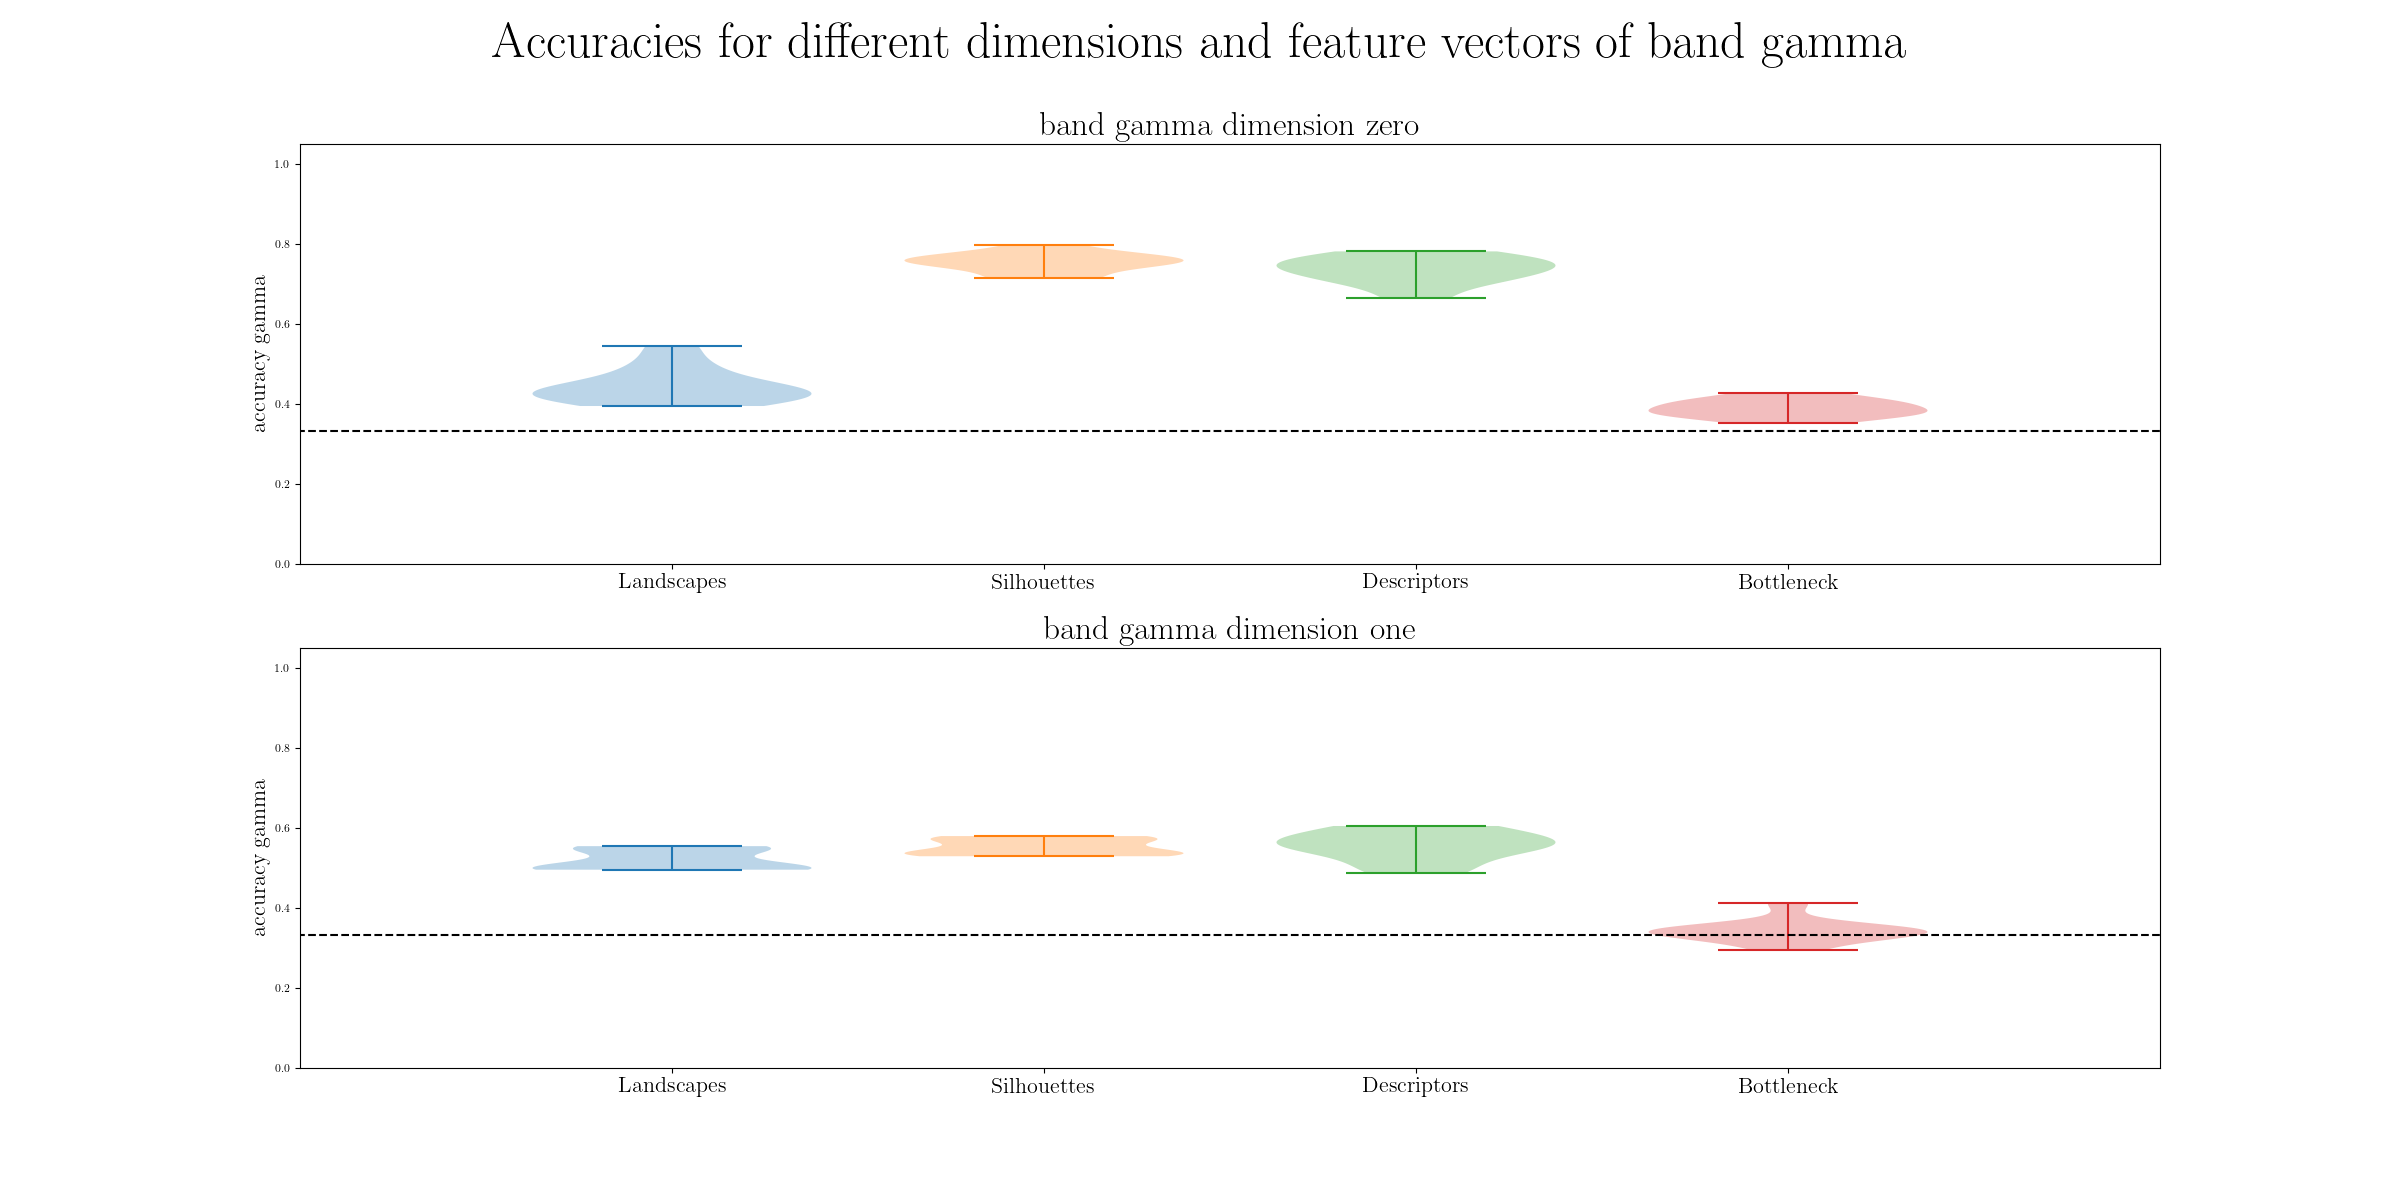 Accuracies for different dimensions and feature vectors of band gamma
band gamma dimension zero
1.0
0.8
0.6
0.4
0.2
0.0
accuracy gamma
Landscapes Silhouettes Descriptors Bottleneck
band gamma dimension one
1.0
0.8
0.6
0.4
0.2
0.0
accuracy gamma
Landscapes Silhouettes Descriptors Bottleneck